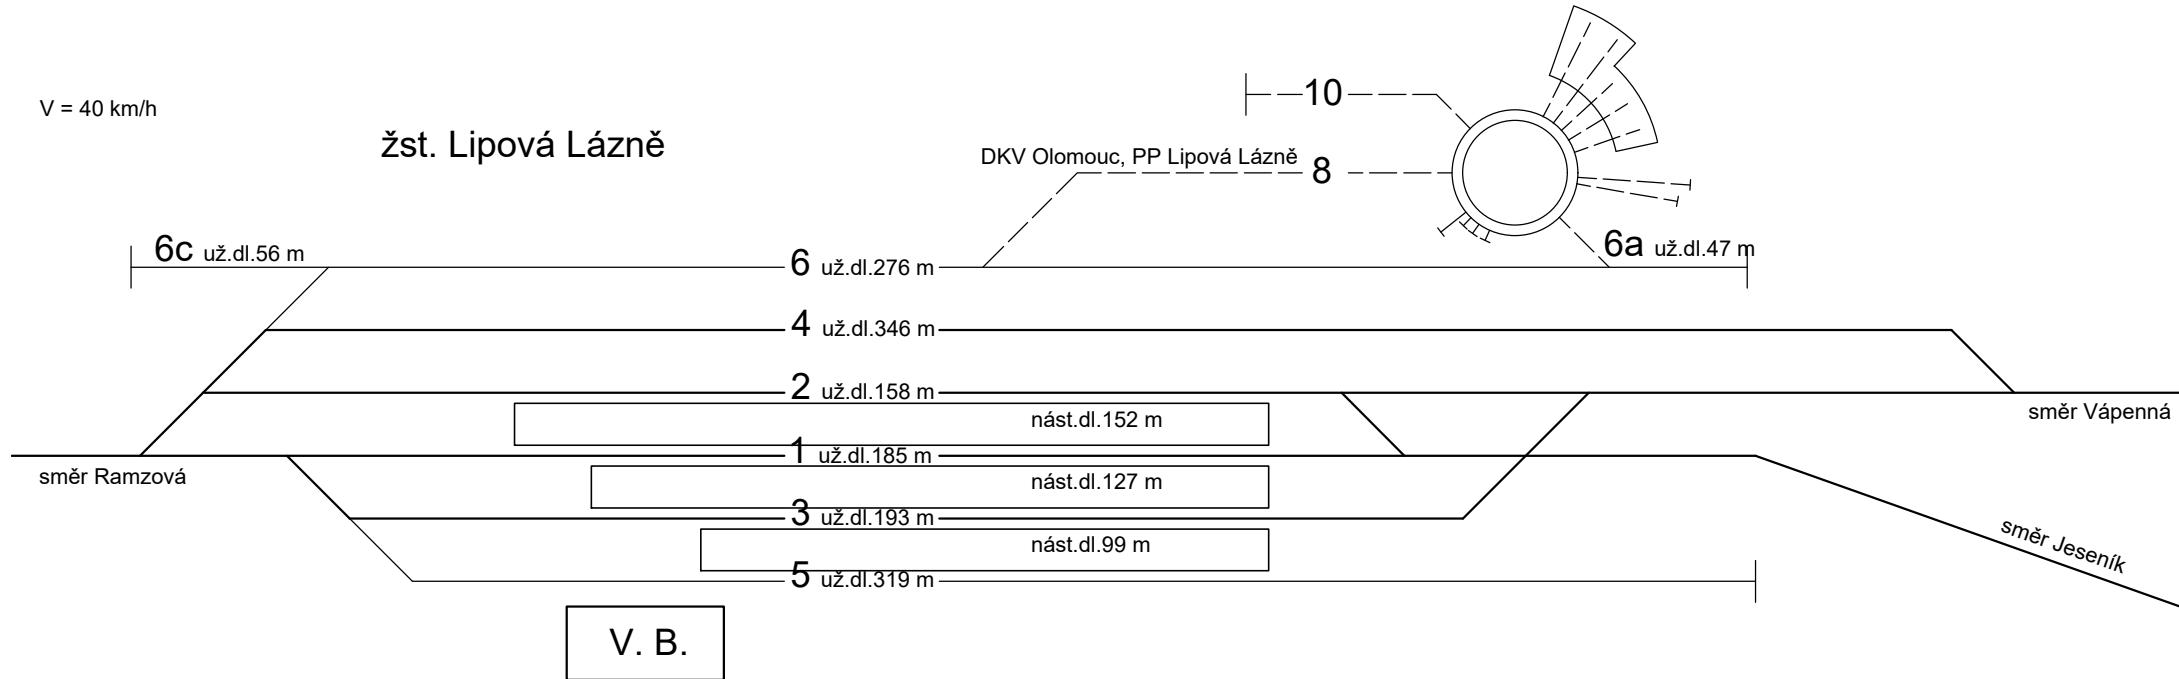 V = 40 km/h
žst. Lipová Lázně
10
DKV Olomouc, PP Lipová Lázně
8
6c už.dl.56 m
6 už.dl.276 m
6a už.dl.47 m
4 už.dl.346 m
2 už.dl.158 m
nást.dl.152 m
směr Vápenná
1 už.dl.185 m
směr Ramzová
nást.dl.127 m
3 už.dl.193 m
nást.dl.99 m
směr Jeseník
5 už.dl.319 m
V. B.